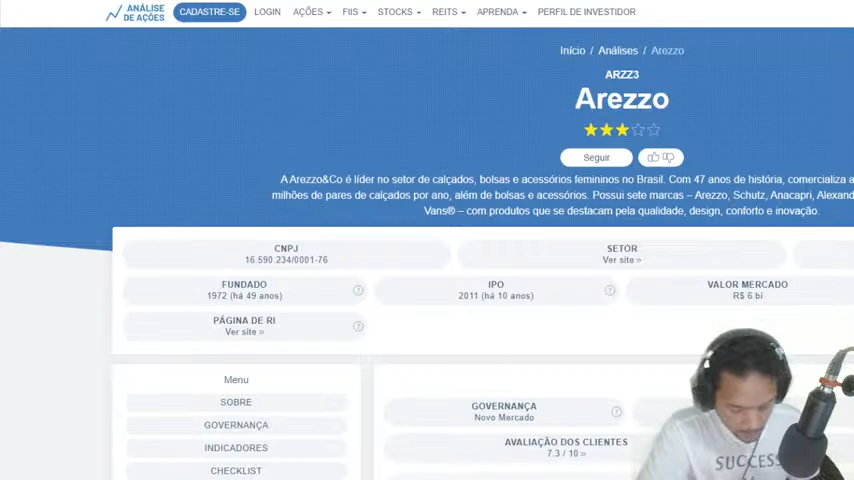 ANÁLISE
DE AÇÕES
CADASTRE-SE
LOGIN
AÇÕES
FIIS
STOCKS
REITS
APRENDA
PERFIL DE INVESTIDOR
Início / Análises / Arezzo
ARZZ3
Arezzo
Seguir
A Arezzo&Co é líder no setor de calçados, bolsas e acessórios femininos no Brasil. Com 47 anos de história, comercializa a
milhões de pares de calçados por ano, além de bolsas e acessórios. Possui sete marcas – Arezzo, Schutz, Anacapri, Alexand
Vans® – com produtos que se destacam pela qualidade, design, conforto e inovação.
CNPJ
16.590.234/0001-76
SETOR
Ver site »
FUNDADO
1972 (há 49 anos)
IPO
2011 (há 10 anos)
VALOR MERCADO
R$ 6 bi
PÁGINA DE RI
Ver site »
Menu
SOBRE
GOVERNANÇA
INDICADORES
CHECKLIST
GOVERNANÇA
Novo Mercado
AVALIAÇÃO DOS CLIENTES
7.3 / 10 »
SUCCESS